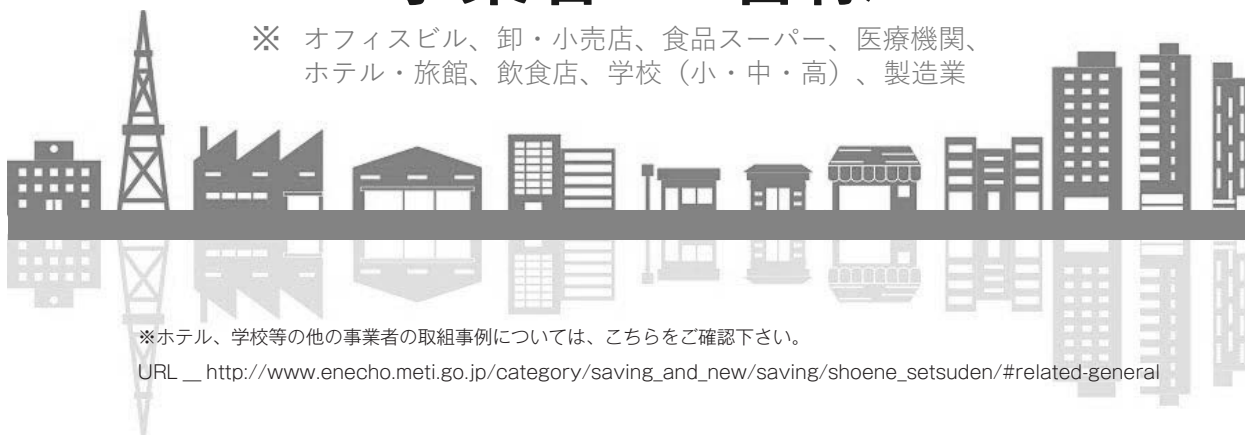 ※ オフィスビル、卸・小売店、食品スーパー、医療機関、
ホテル・旅館、飲食店、学校（小・中・高）、製造業
※ホテル、学校等の他の事業者の取組事例については、こちらをご確認下さい。
URL ＿ http://www.enecho.meti.go.jp/category/saving_and_new/saving/shoene_setsuden/#related-general